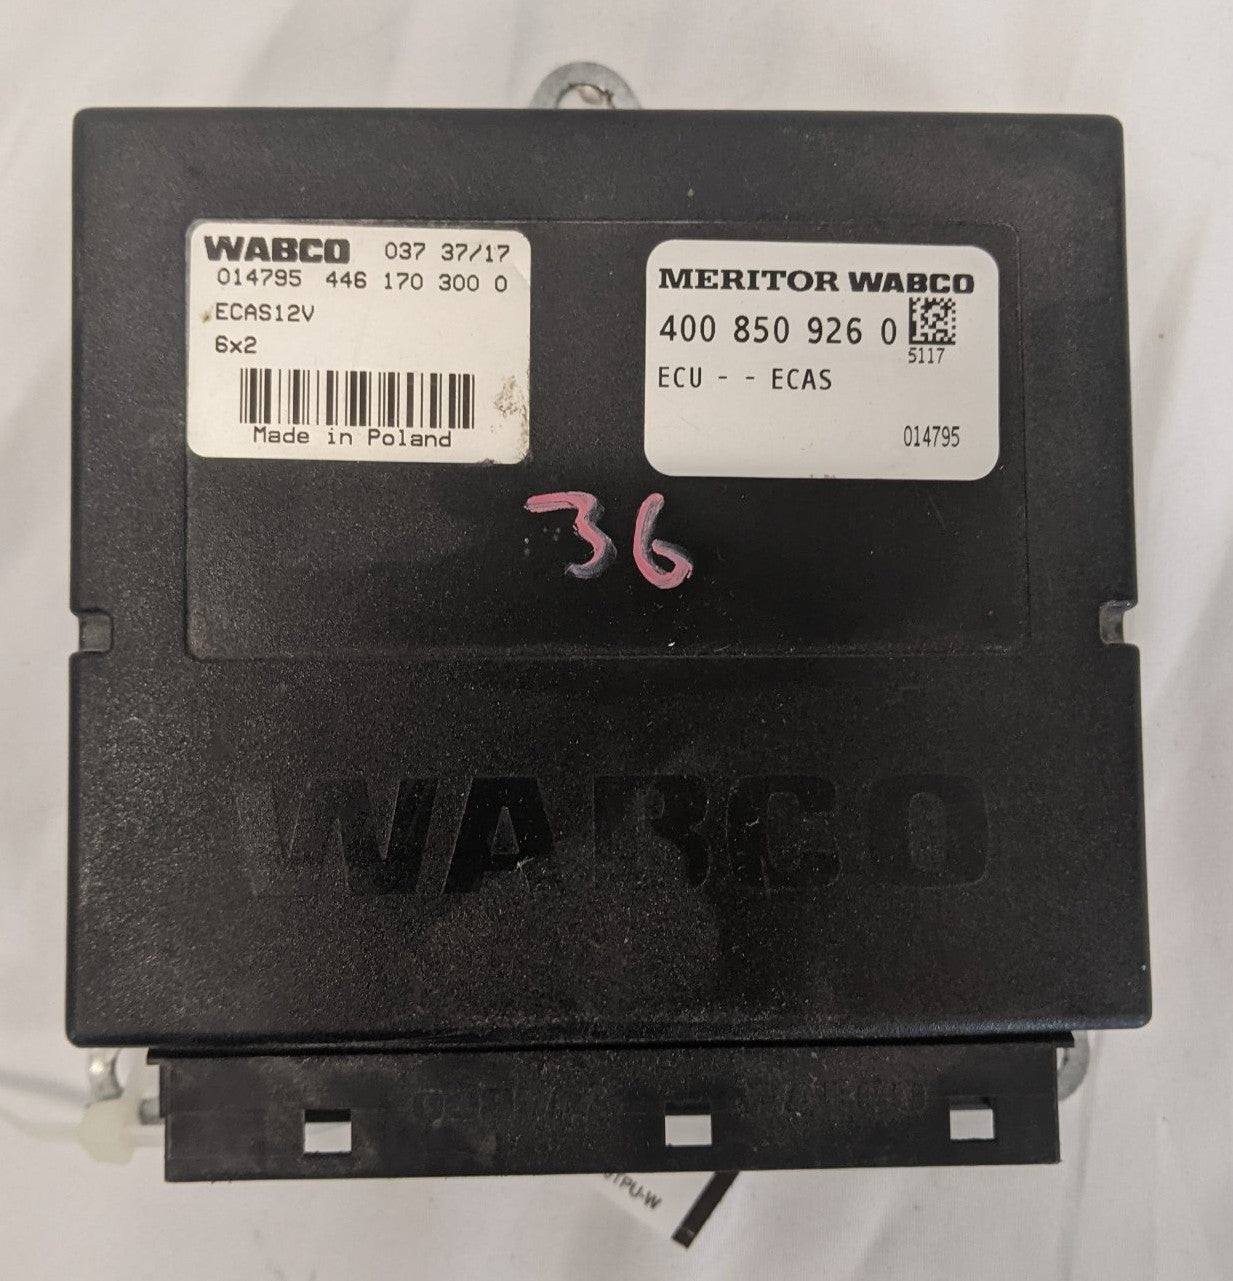 WABCO 037 37/17
014795 446 170 300 0
ECAS12V
6x2
Made in Poland
MERITOR WABCO
400 850 926 0
5117
ECU - - ECAS
014795
36
WABCO